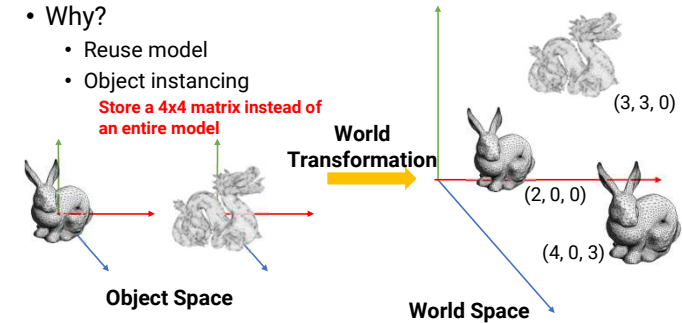 • Why?
• Reuse model
• Object instancing
Store a 4x4 matrix instead of
an entire model
World
Transformation
(3, 3, 0)
(2, 0, 0)
(4, 0, 3)
Object Space
World Space